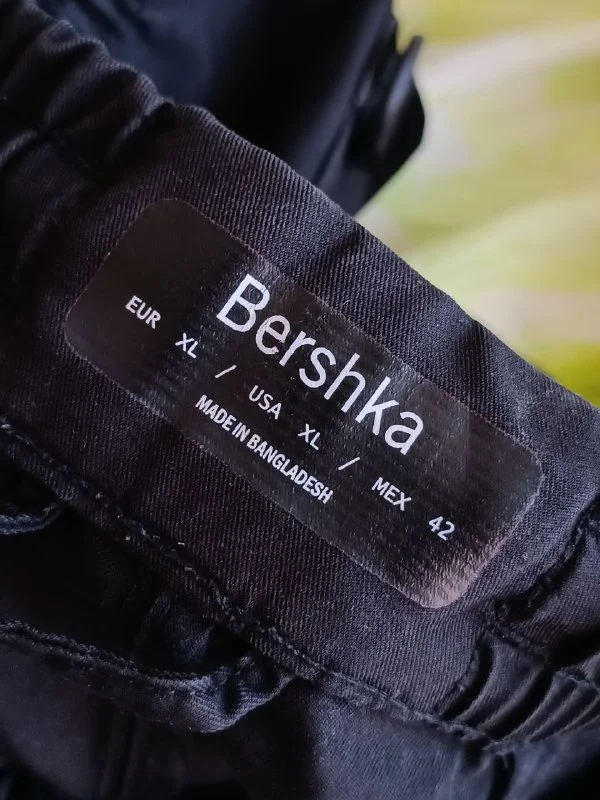 Bershka
EUR XL / USA XL / MEX 42
MADE IN BANGLADESH